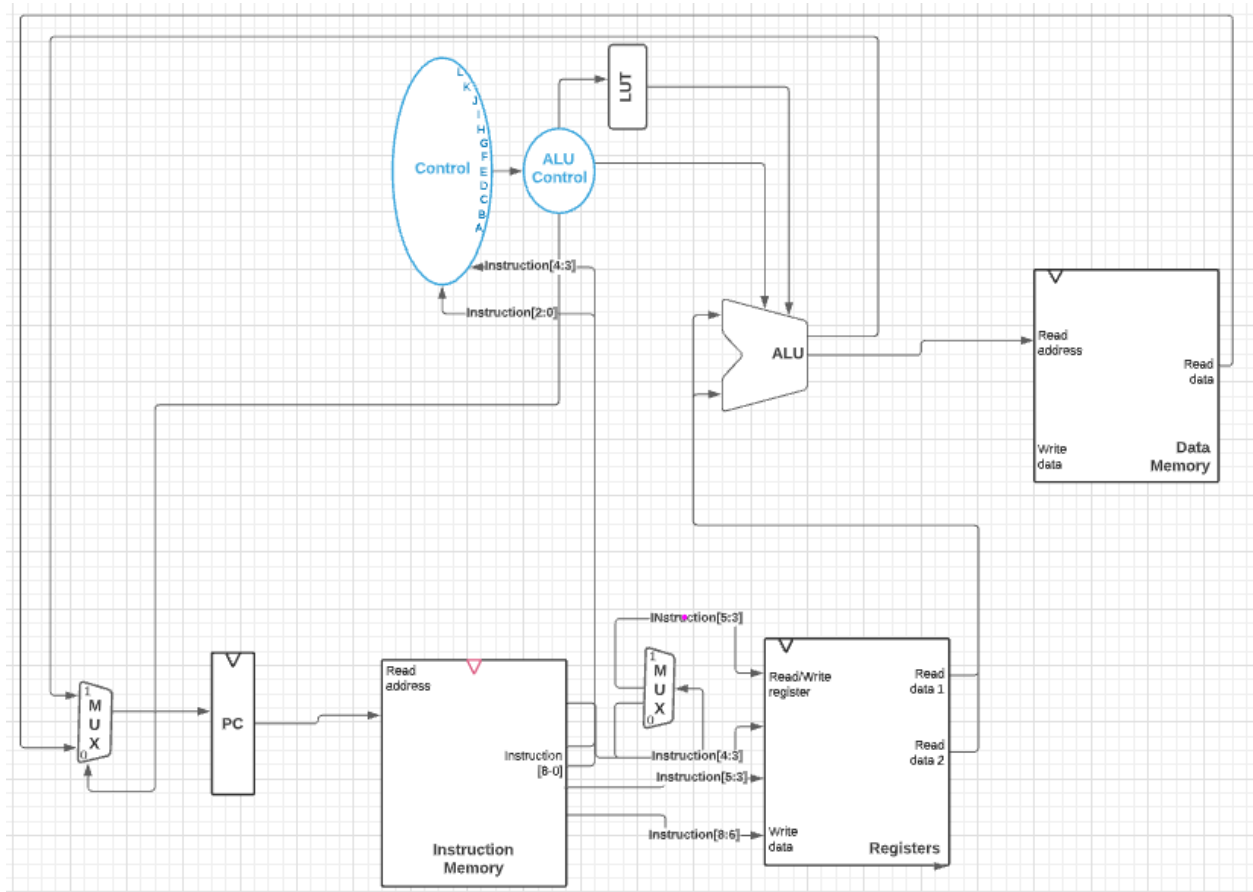 LUT
L
K
J
I
H
G
F
E
D
C
B
A
Control
ALU
Control
Instruction[4:3]
Instruction[2:0]
ALU
Read
address
Read
data
Write
data
Data
Memory
INstruction[5:3]
1
M
U
X
0
Read/Write
register
Read
data 1
Read
data 2
Instruction[4:3]
Instruction[5:3]
Instruction[8:6]
Write
data
Registers
1
M
U
X
0
PC
Read
address
Instruction
[8-0]
Instruction
Memory